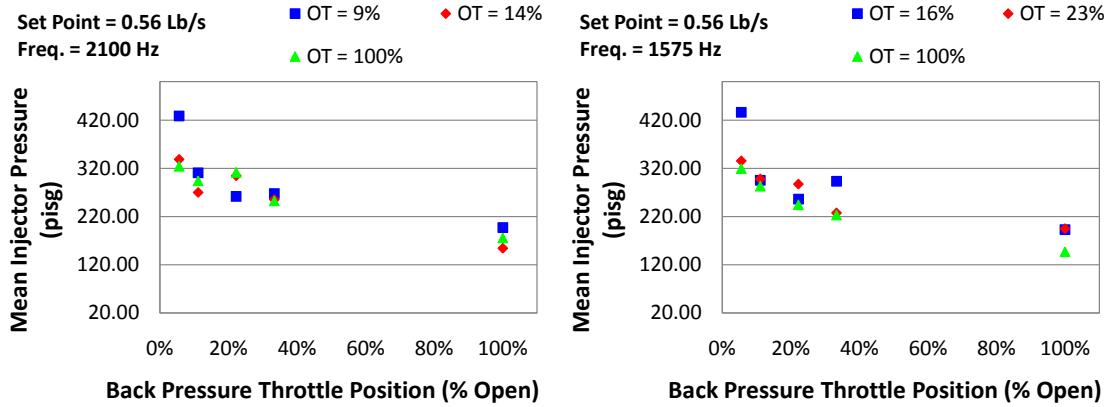 Set Point = 0.56 Lb/s
Freq. = 2100 Hz
OT = 9%
OT = 14%
OT = 100%
Mean Injector Pressure
(pisg)
420.00
320.00
220.00
120.00
20.00
0%
20%
40%
60%
80%
100%
Back Pressure Throttle Position (% Open)
Set Point = 0.56 Lb/s
Freq. = 1575 Hz
OT = 16%
OT = 23%
OT = 100%
Mean Injector Pressure
(pisg)
420.00
320.00
220.00
120.00
20.00
0%
20%
40%
60%
80%
100%
Back Pressure Throttle Position (% Open)